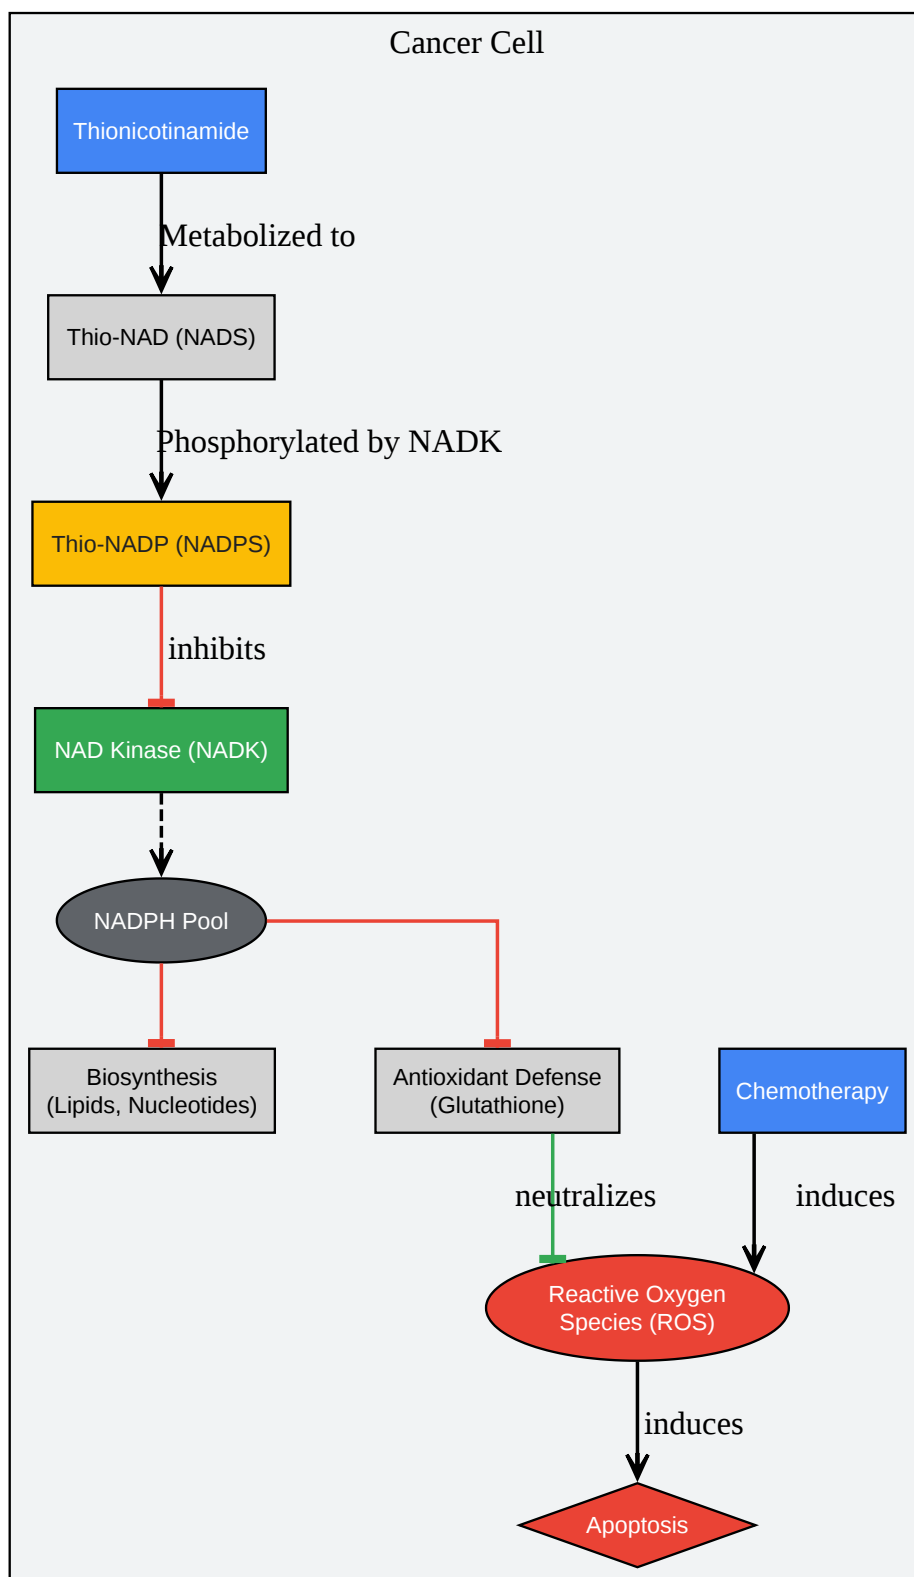 Cancer Cell
Thionicotinamide
Metabolized to
Thio-NAD (NADS)
Phosphorylated by NADK
Thio-NADP (NADPS)
inhibits
NAD Kinase (NADK)
NADPH Pool
Biosynthesis
(Lipids, Nucleotides)
Antioxidant Defense
(Glutathione)
Chemotherapy
neutralizes
induces
Reactive Oxygen
Species (ROS)
induces
Apoptosis